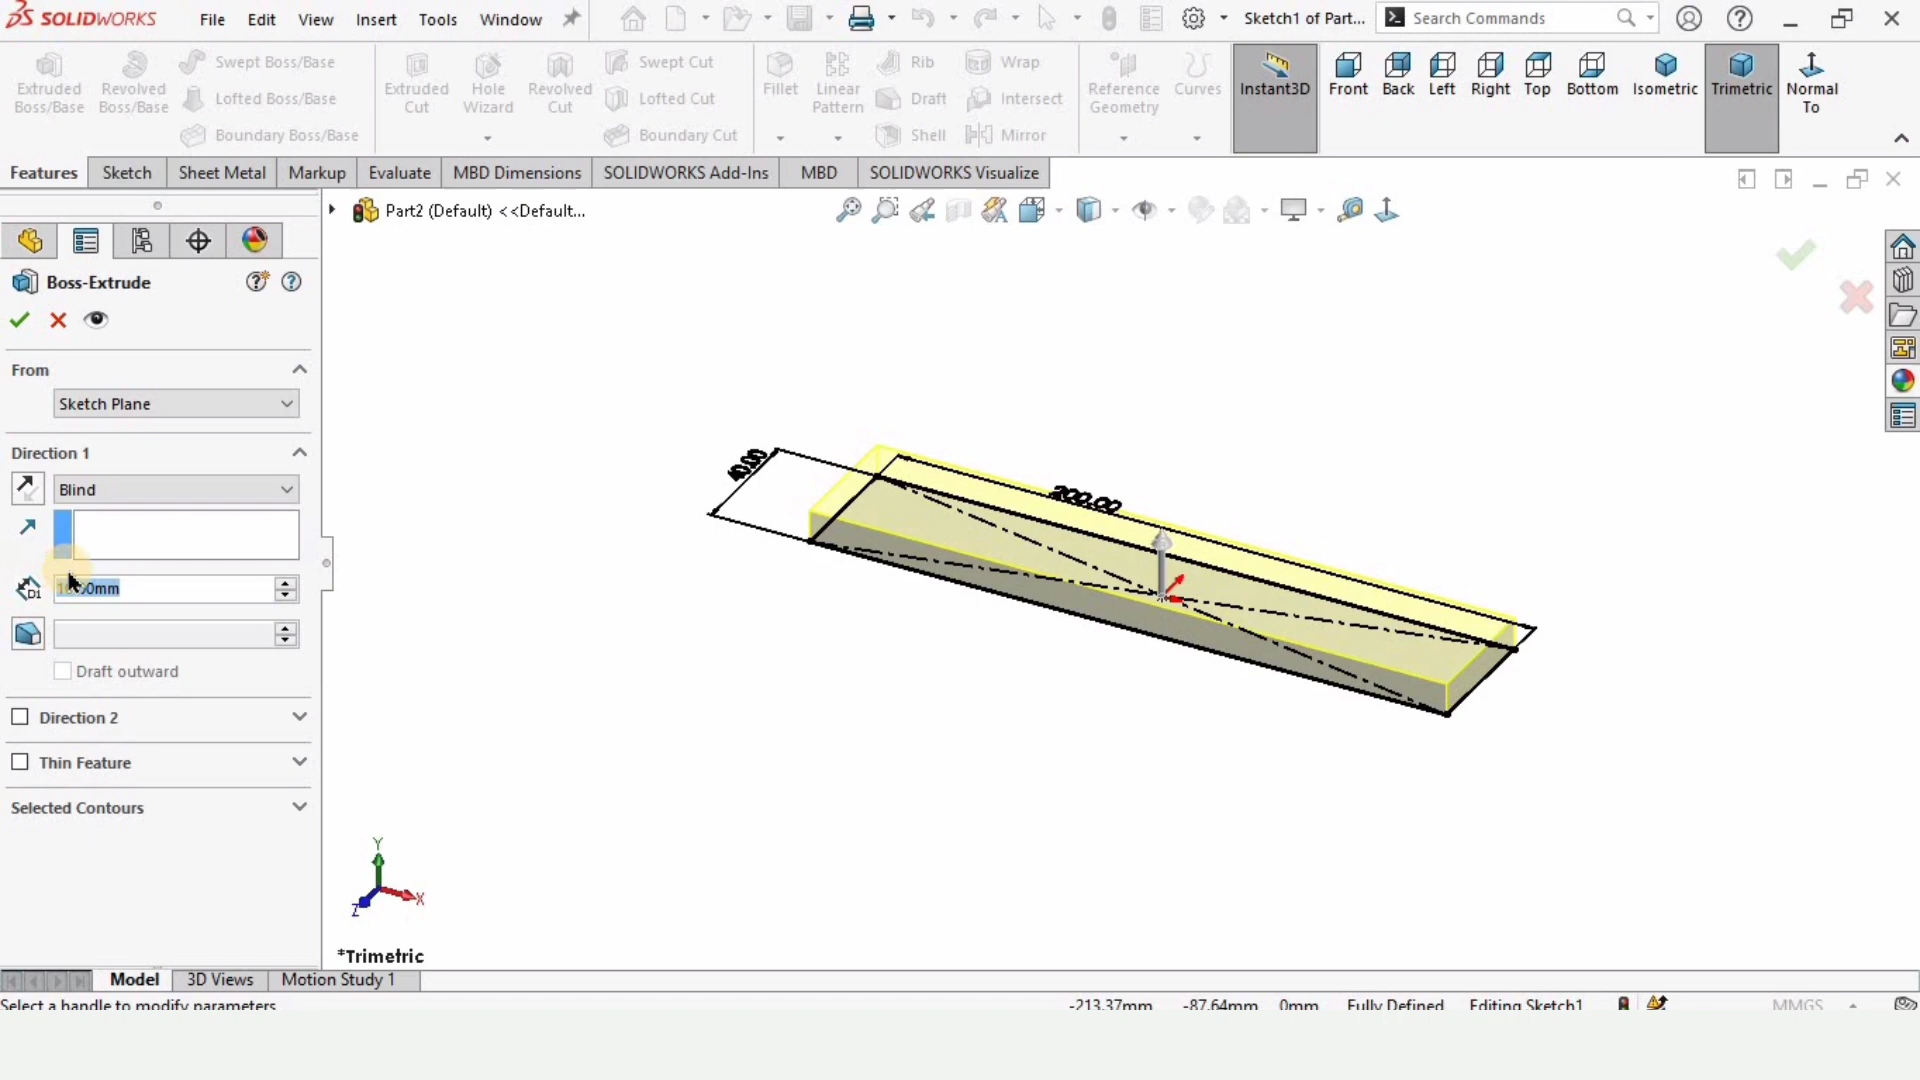 SOLIDWORKS File Edit View Insert Tools Window Sketch1 of Part... Search Commands
Extruded Boss/Base
Revolved Boss/Base
Swept Boss/Base
Lofted Boss/Base
Boundary Boss/Base
Extruded Cut
Hole Wizard
Revolved Cut
Swept Cut
Lofted Cut
Boundary Cut
Fillet
Linear Pattern
Rib
Draft
Shell
Wrap
Intersect
Mirror
Reference Geometry
Curves
Instant3D
Front
Back
Left
Right
Top
Bottom
Isometric
Trimetric
Normal To
Features Sketch Sheet Metal Markup Evaluate MBD Dimensions SOLIDWORKS Add-Ins MBD SOLIDWORKS Visualize
Part2 (Default) <<Default...
Boss-Extrude
From
Sketch Plane
Direction 1
Blind
D1
Draft outward
Direction 2
Thin Feature
Selected Contours
40.00
200.00
Y
X
Z
*Trimetric
Model 3D Views Motion Study 1
Select a handle to modify parameters
-213.37mm -87.64mm 0mm Fully Defined Editing Sketch1 MMGS